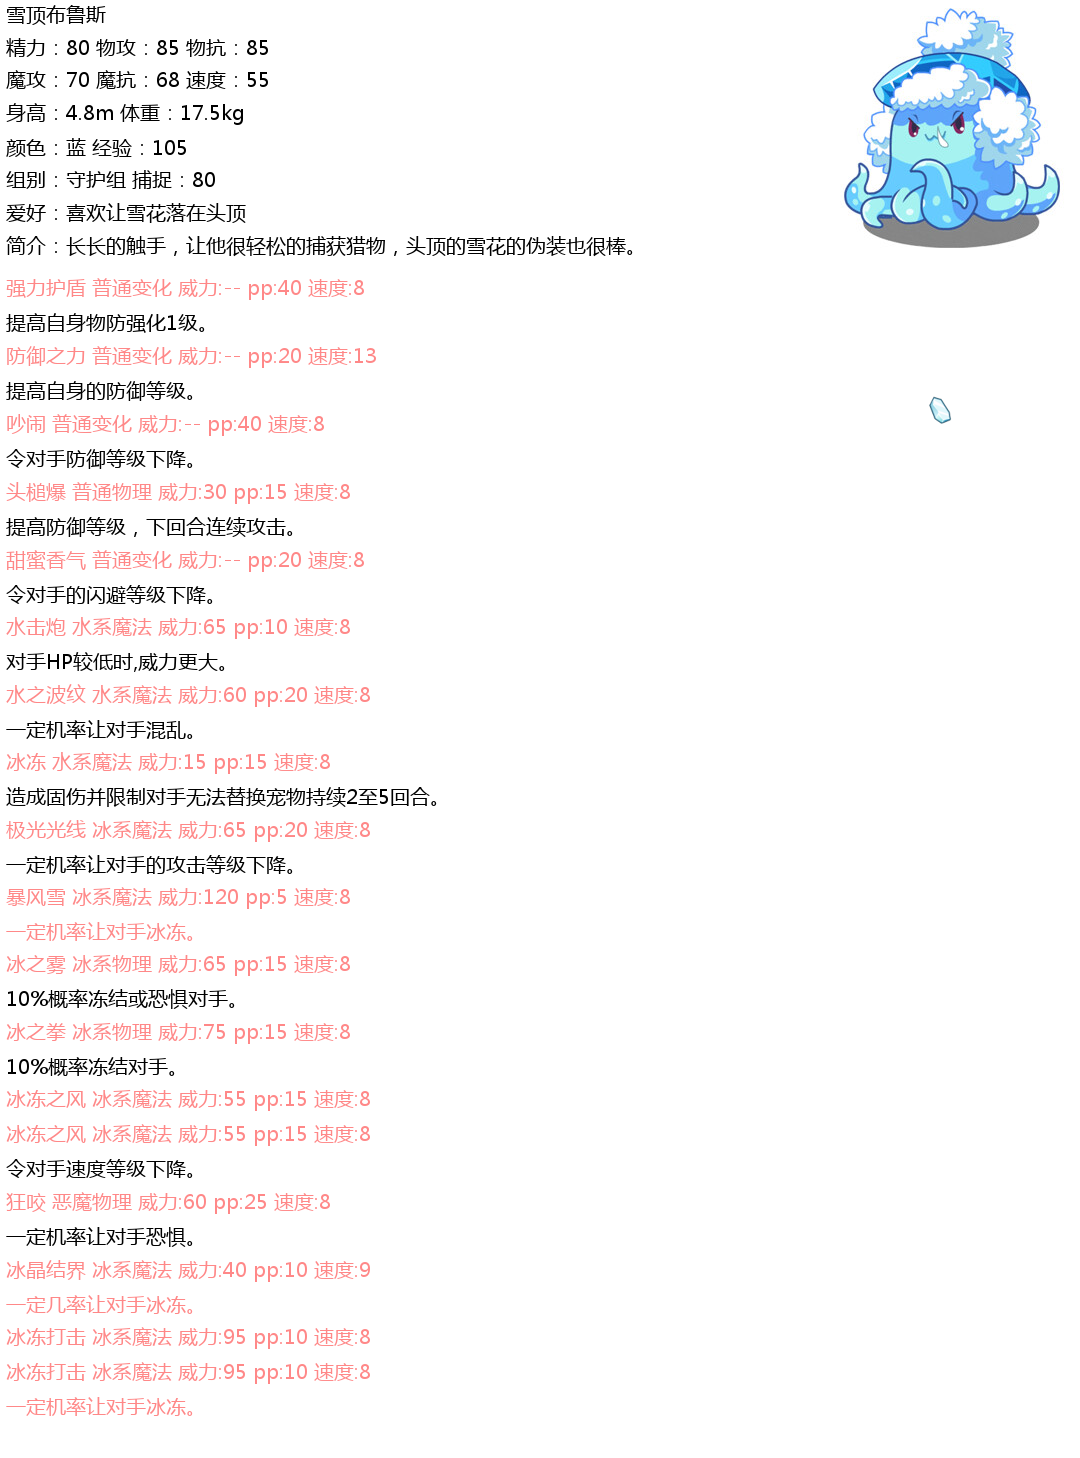 雪顶布鲁斯
精力：80 物攻：85 物抗：85
魔攻：70 魔抗：68 速度：55
身高：4.8m 体重：17.5kg
颜色：蓝 经验：105
组别：守护组 捕捉：80
爱好：喜欢让雪花落在头顶
简介：长长的触手，让他很轻松的捕获猎物，头顶的雪花的伪装也很棒。
强力护盾 普通变化 威力:-- pp:40 速度:8
提高自身物防强化1级。
防御之力 普通变化 威力:-- pp:20 速度:13
提高自身的防御等级。
吵闹 普通变化 威力:-- pp:40 速度:8
令对手防御等级下降。
头槌爆 普通物理 威力:30 pp:15 速度:8
提高防御等级，下回合连续攻击。
甜蜜香气 普通变化 威力:-- pp:20 速度:8
令对手的闪避等级下降。
水击炮 水系魔法 威力:65 pp:10 速度:8
对手HP较低时,威力更大。
水之波纹 水系魔法 威力:60 pp:20 速度:8
一定机率让对手混乱。
冰冻 水系魔法 威力:15 pp:15 速度:8
造成固伤并限制对手无法替换宠物持续2至5回合。
极光光线 冰系魔法 威力:65 pp:20 速度:8
一定机率让对手的攻击等级下降。
暴风雪 冰系魔法 威力:120 pp:5 速度:8
一定机率让对手冰冻。
冰之雾 冰系物理 威力:65 pp:15 速度:8
10%概率冻结或恐惧对手。
冰之拳 冰系物理 威力:75 pp:15 速度:8
10%概率冻结对手。
冰冻之风 冰系魔法 威力:55 pp:15 速度:8
冰冻之风 冰系魔法 威力:55 pp:15 速度:8
令对手速度等级下降。
狂咬 恶魔物理 威力:60 pp:25 速度:8
一定机率让对手恐惧。
冰晶结界 冰系魔法 威力:40 pp:10 速度:9
一定几率让对手冰冻。
冰冻打击 冰系魔法 威力:95 pp:10 速度:8
冰冻打击 冰系魔法 威力:95 pp:10 速度:8
一定机率让对手冰冻。